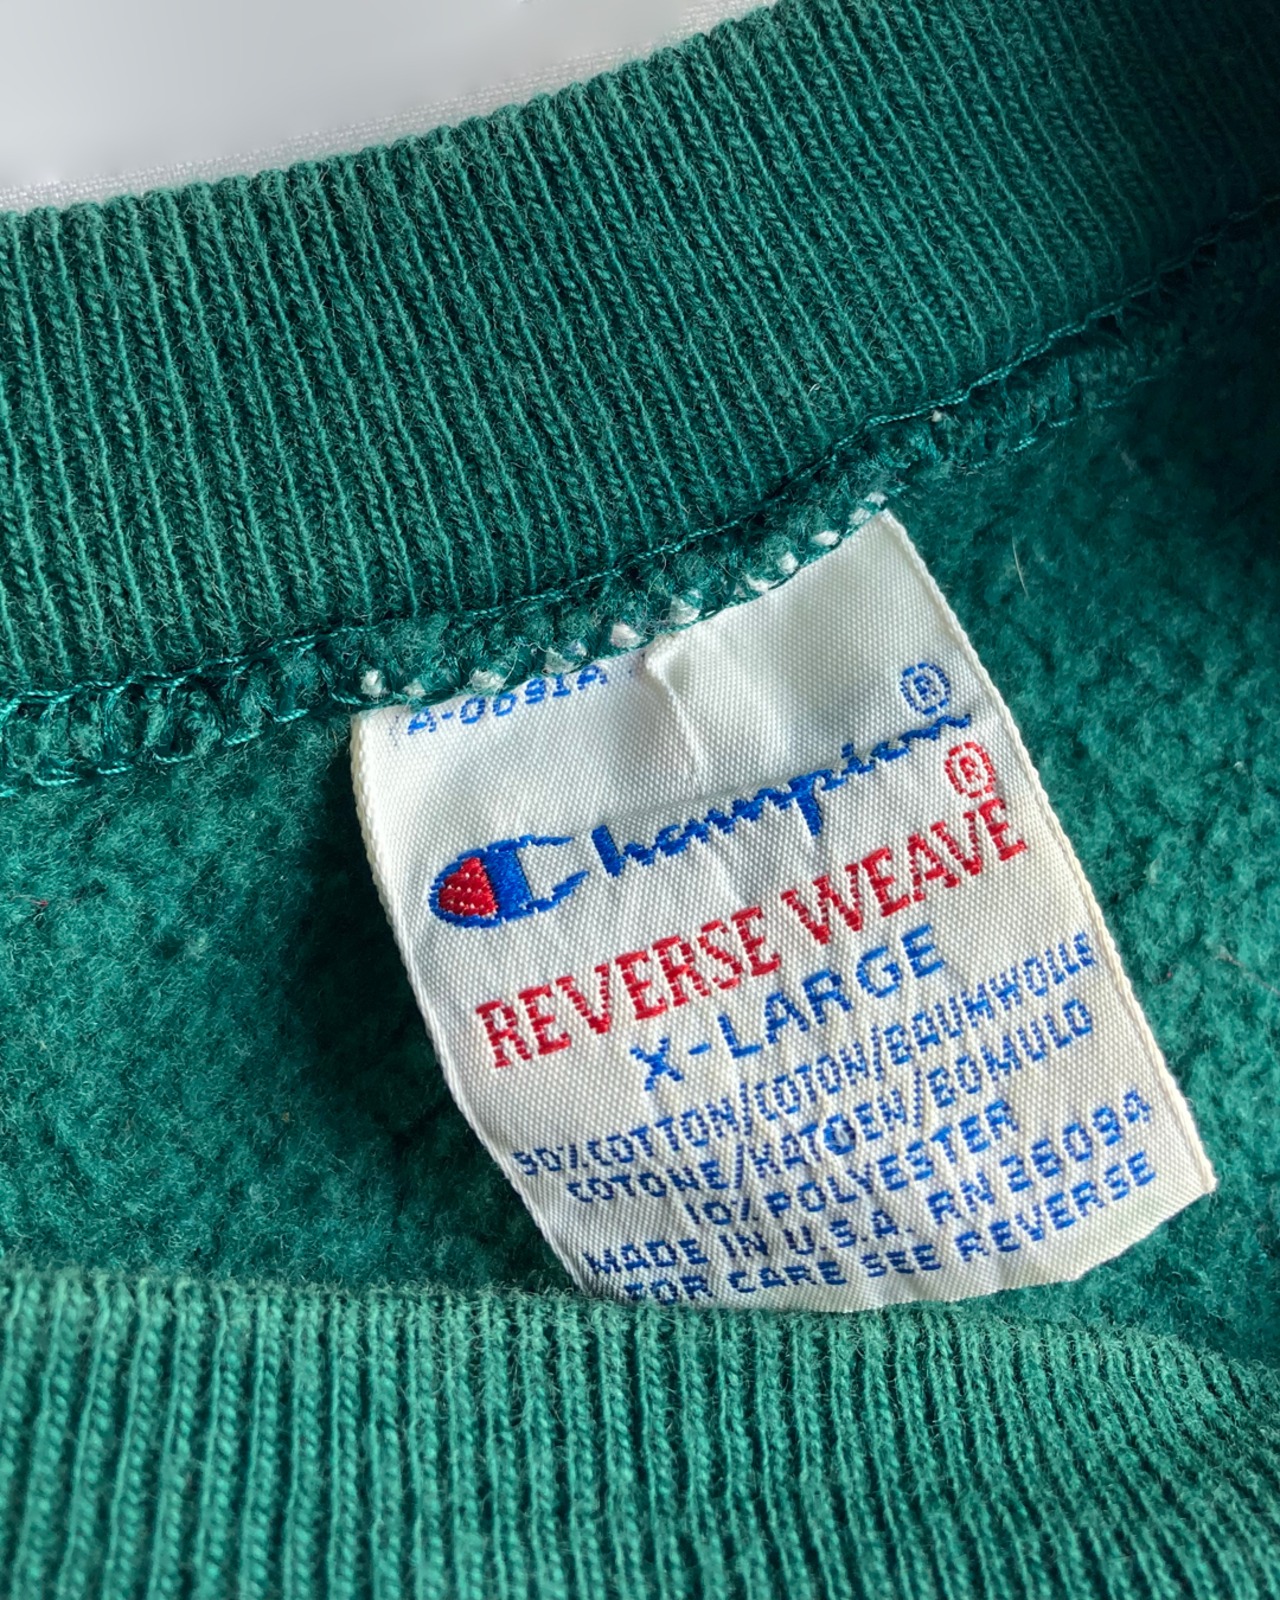 A-0691A
Champion®
REVERSE WEAVE®
X-LARGE
90% COTTON/COTON/BAUMWOLLE
COTONE/KATOEN/BOMULD
10% POLYESTER
MADE IN U.S.A. RN 26094
FOR CARE SEE REVERSE